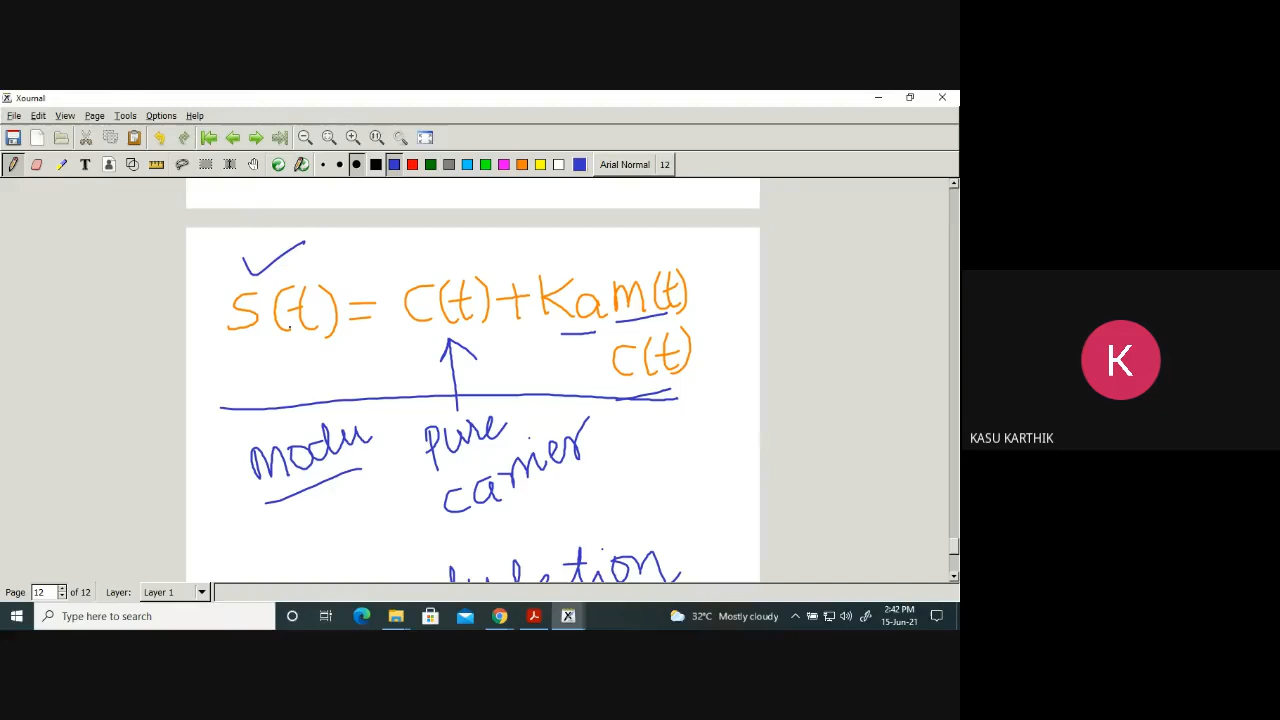 Xournal
File Edit View Page Tools Options Help
Arial Normal 12
S(t) = C(t) + Ka m(t)
C(t)
modu pure
carrier
KASU KARTHIK
K
Page 12 of 12 Layer: Layer 1
Type here to search
32°C Mostly cloudy
2:42 PM
15-Jun-21